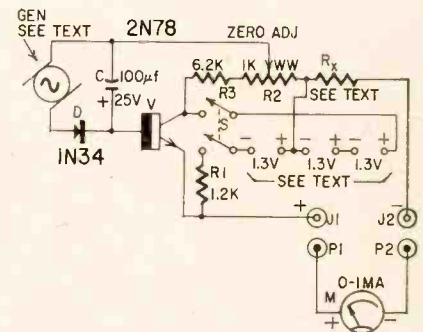 GEN
SEE TEXT
2N78
ZERO ADJ
6.2K
1K
WW
RX
R3
R2
SEE TEXT
C
100µf
+
25V
V
D
1N34
S
-
+
-
+
-
+
1.3V
1.3V
1.3V
SEE TEXT
R1
1.2K
+
J1
J2
-
P1
P2
0-1MA
M
+
-